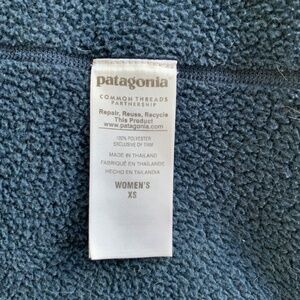 patagonia
COMMON THREADS
PARTNERSHIP
Repair, Reuse, Recycle
This Product
www.patagonia.com
100% POLYESTER
EXCLUSIVE OF TRIM
MADE IN THAILAND
FABRIQUÉ EN THAÏLANDE
HECHO EN TAILANDIA
WOMEN'S
XS